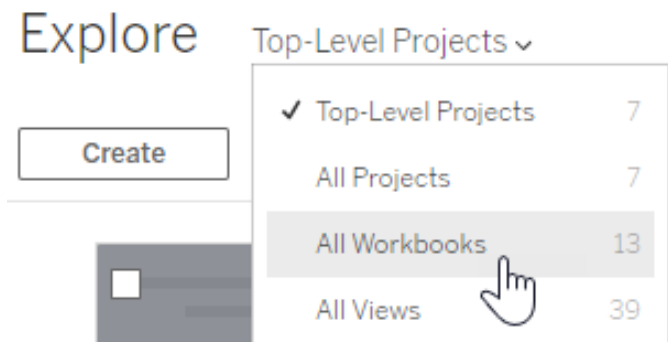 Explore Top-Level Projects
✓ Top-Level Projects 7
Create
All Projects 7
All Workbooks 13
All Views 39